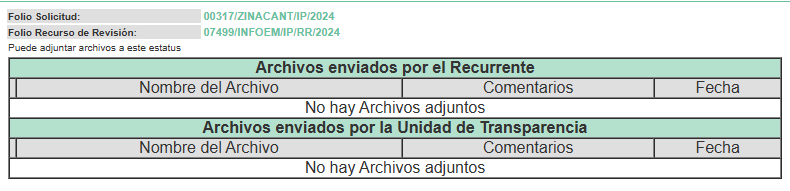 Folio Solicitud: 00317/ZINACANT/IP/2024
Folio Recurso de Revisión: 07499/INFOEM/IP/RR/2024
Puede adjuntar archivos a este estatus
Archivos enviados por el Recurrente
Nombre del Archivo Comentarios Fecha
No hay Archivos adjuntos
Archivos enviados por la Unidad de Transparencia
Nombre del Archivo Comentarios Fecha
No hay Archivos adjuntos